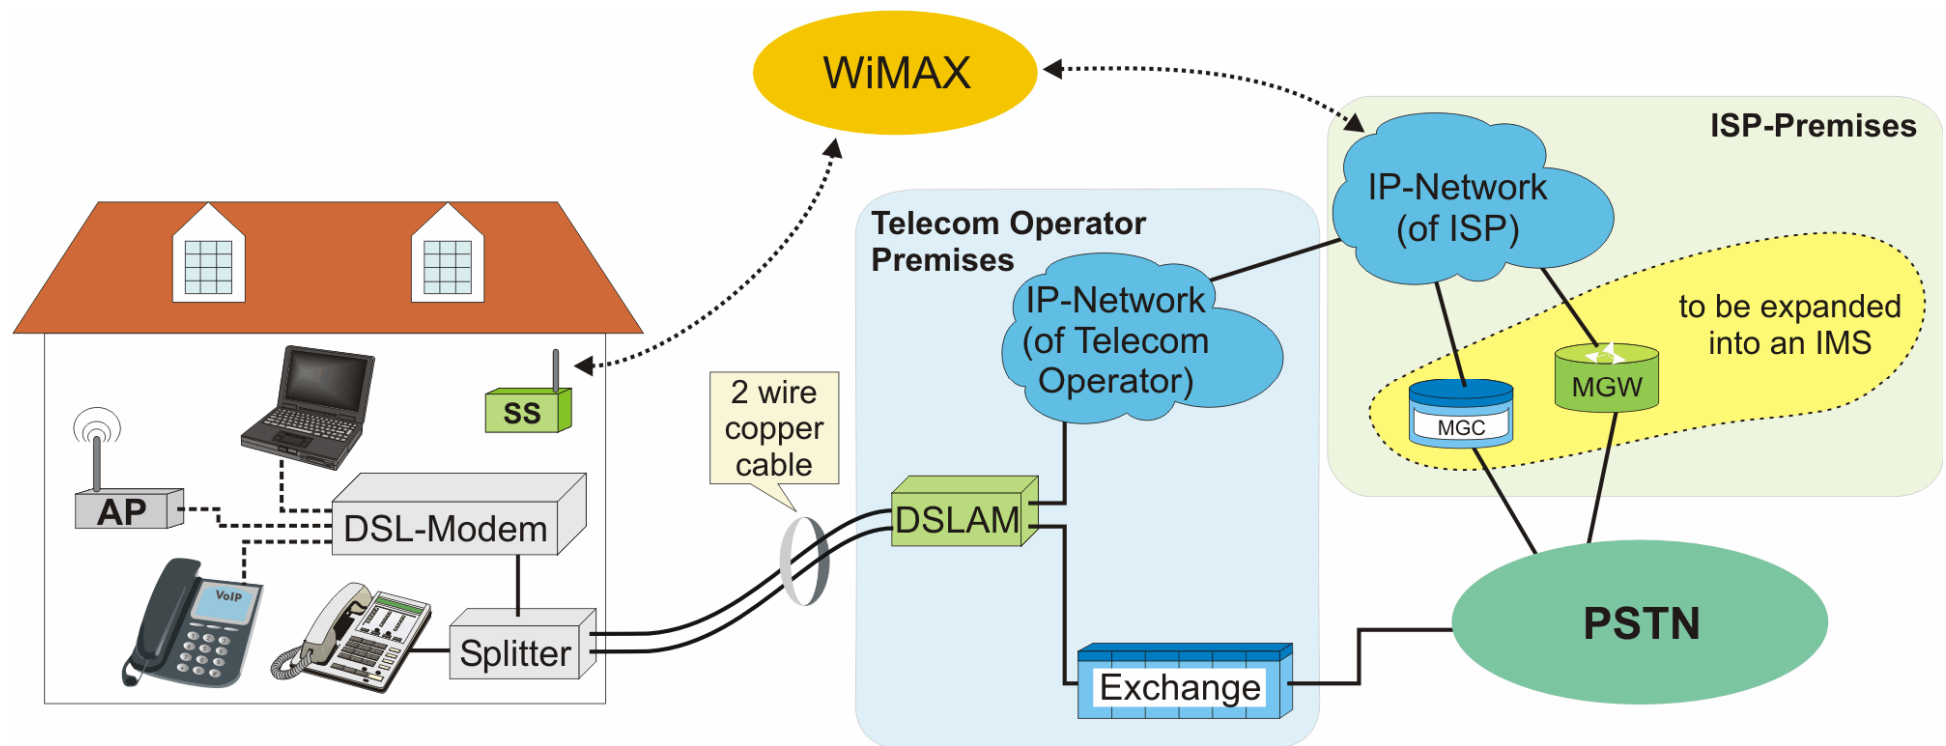 WiMAX
ISP-Premises
IP-Network
(of ISP)
to be expanded
into an IMS
MGW
MGC
Telecom Operator
Premises
IP-Network
(of Telecom
Operator)
2 wire
copper
cable
DSLAM
Exchange
PSTN
SS
AP
DSL-Modem
VoIP
Splitter